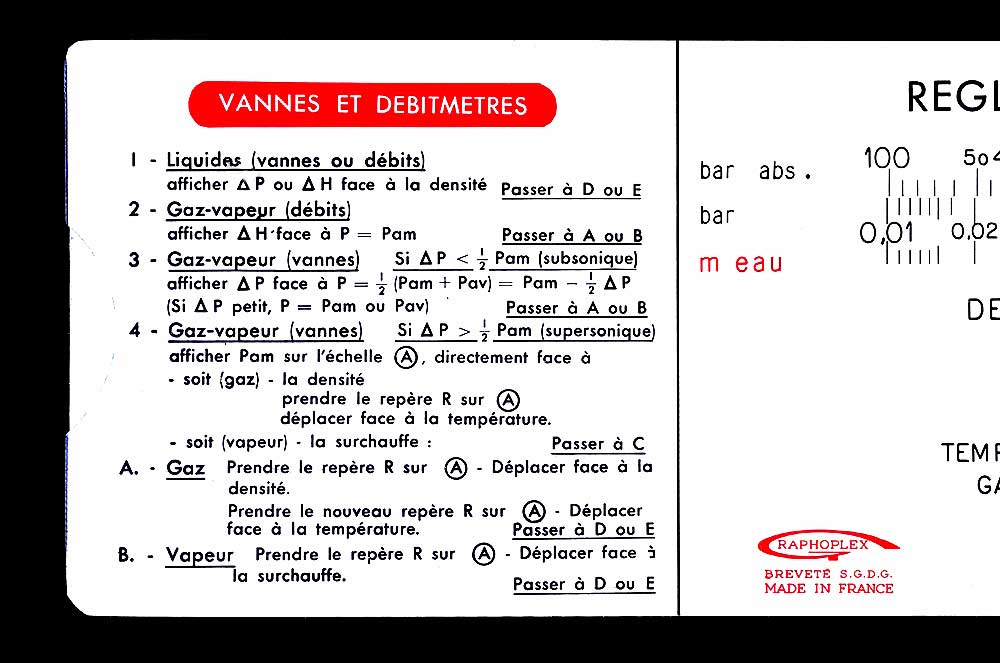 VANNES ET DEBITMETRES
1 - Liquides (vannes ou débits)
afficher Δ P ou Δ H face à la densité Passer à D ou E
2 - Gaz-vapeur (débits)
afficher Δ H face à P = Pam Passer à A ou B
3 - Gaz-vapeur (vannes) Si Δ P < ½ Pam (subsonique)
afficher Δ P face à P = ½ (Pam + Pav) = Pam – ½ Δ P
(Si Δ P petit, P = Pam ou Pav) Passer à A ou B
4 - Gaz-vapeur (vannes) Si Δ P > ½ Pam (supersonique)
afficher Pam sur l'échelle Ⓐ, directement face à
- soit (gaz) - la densité
prendre le repère R sur Ⓐ
déplacer face à la température.
- soit (vapeur) - la surchauffe : Passer à C
A. - Gaz Prendre le repère R sur Ⓐ - Déplacer face à la
densité.
Prendre le nouveau repère R sur Ⓐ - Déplacer
face à la température. Passer à D ou E
B. - Vapeur Prendre le repère R sur Ⓐ - Déplacer face à
la surchauffe.
Passer à D ou E
REGL
bar abs. 100 50 4
bar
0,01 0,02
m eau
DE
TEMP
GA
GRAPHOPLEX
BREVETÉ S.G.D.G.
MADE IN FRANCE